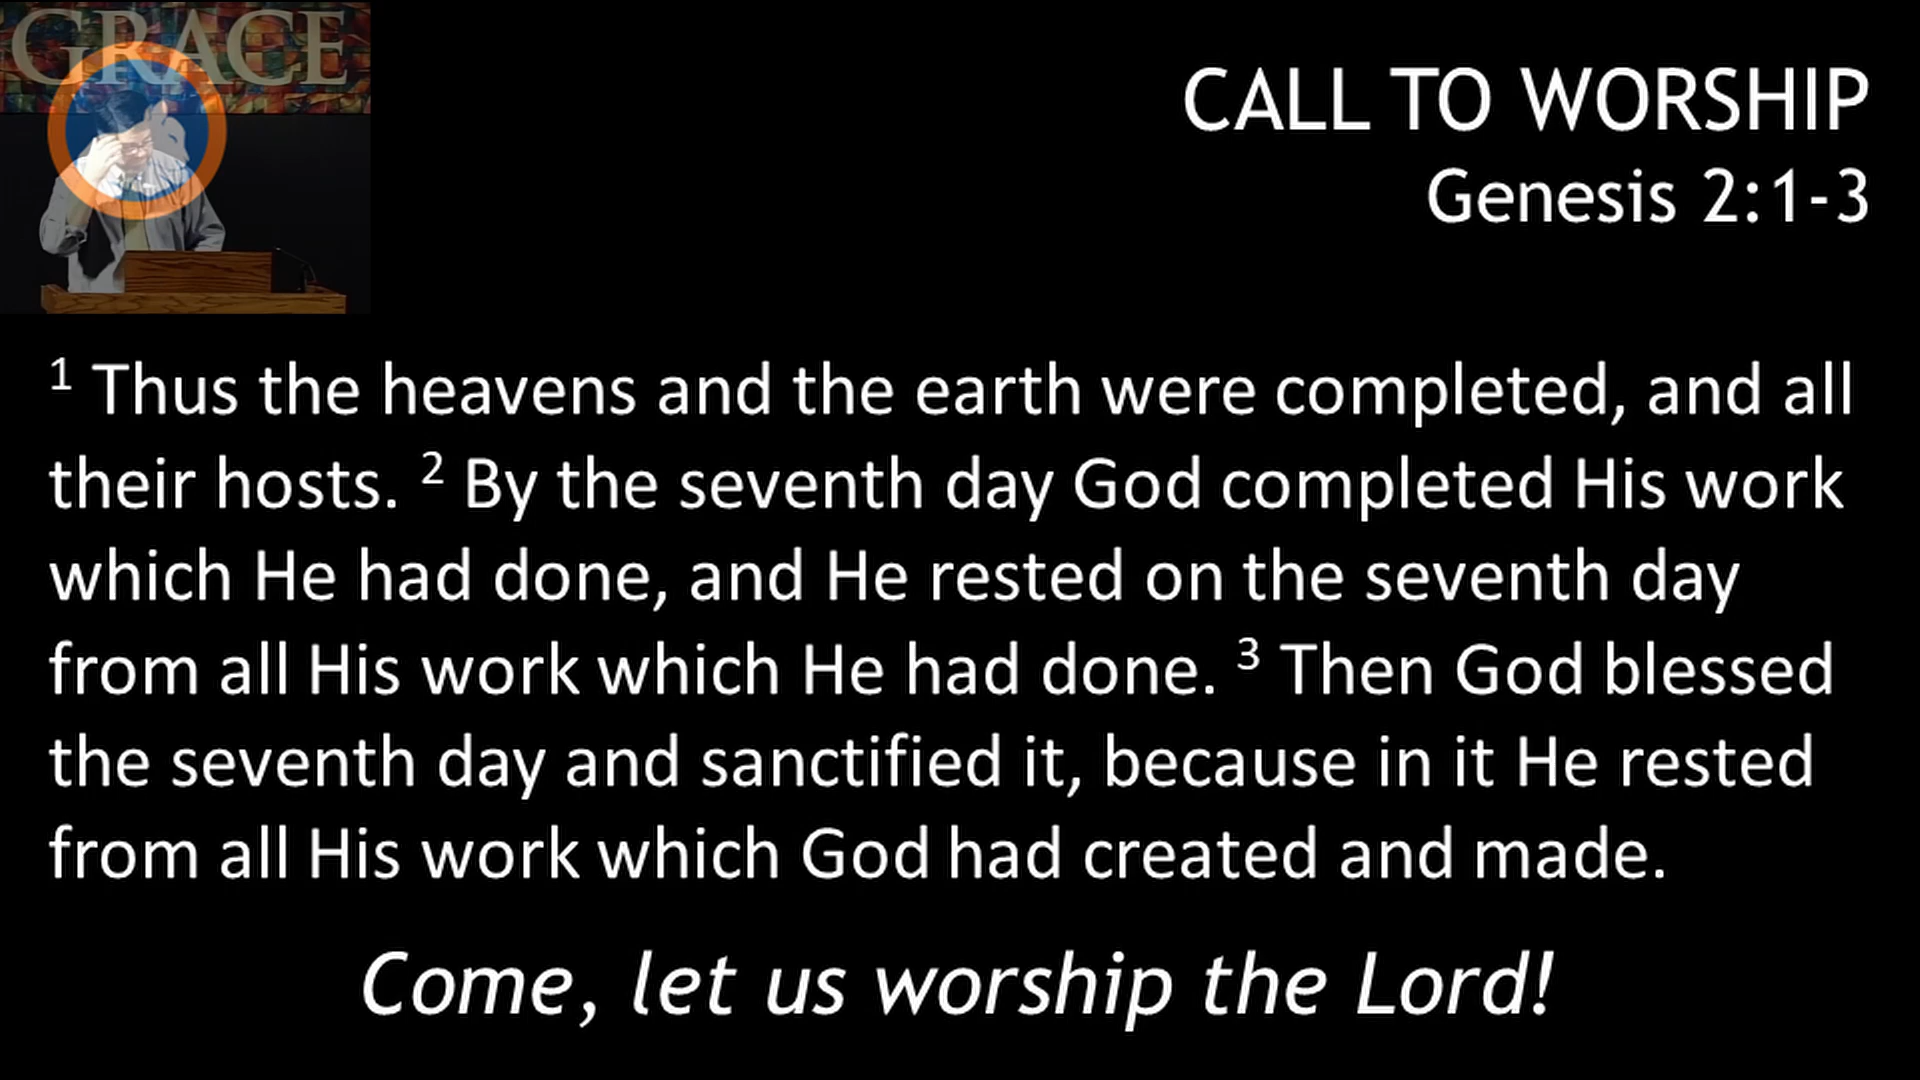 GRACE
CALL TO WORSHIP
Genesis 2:1-3
1 Thus the heavens and the earth were completed, and all
their hosts. 2 By the seventh day God completed His work
which He had done, and He rested on the seventh day
from all His work which He had done. 3 Then God blessed
the seventh day and sanctified it, because in it He rested
from all His work which God had created and made.
Come, let us worship the Lord!